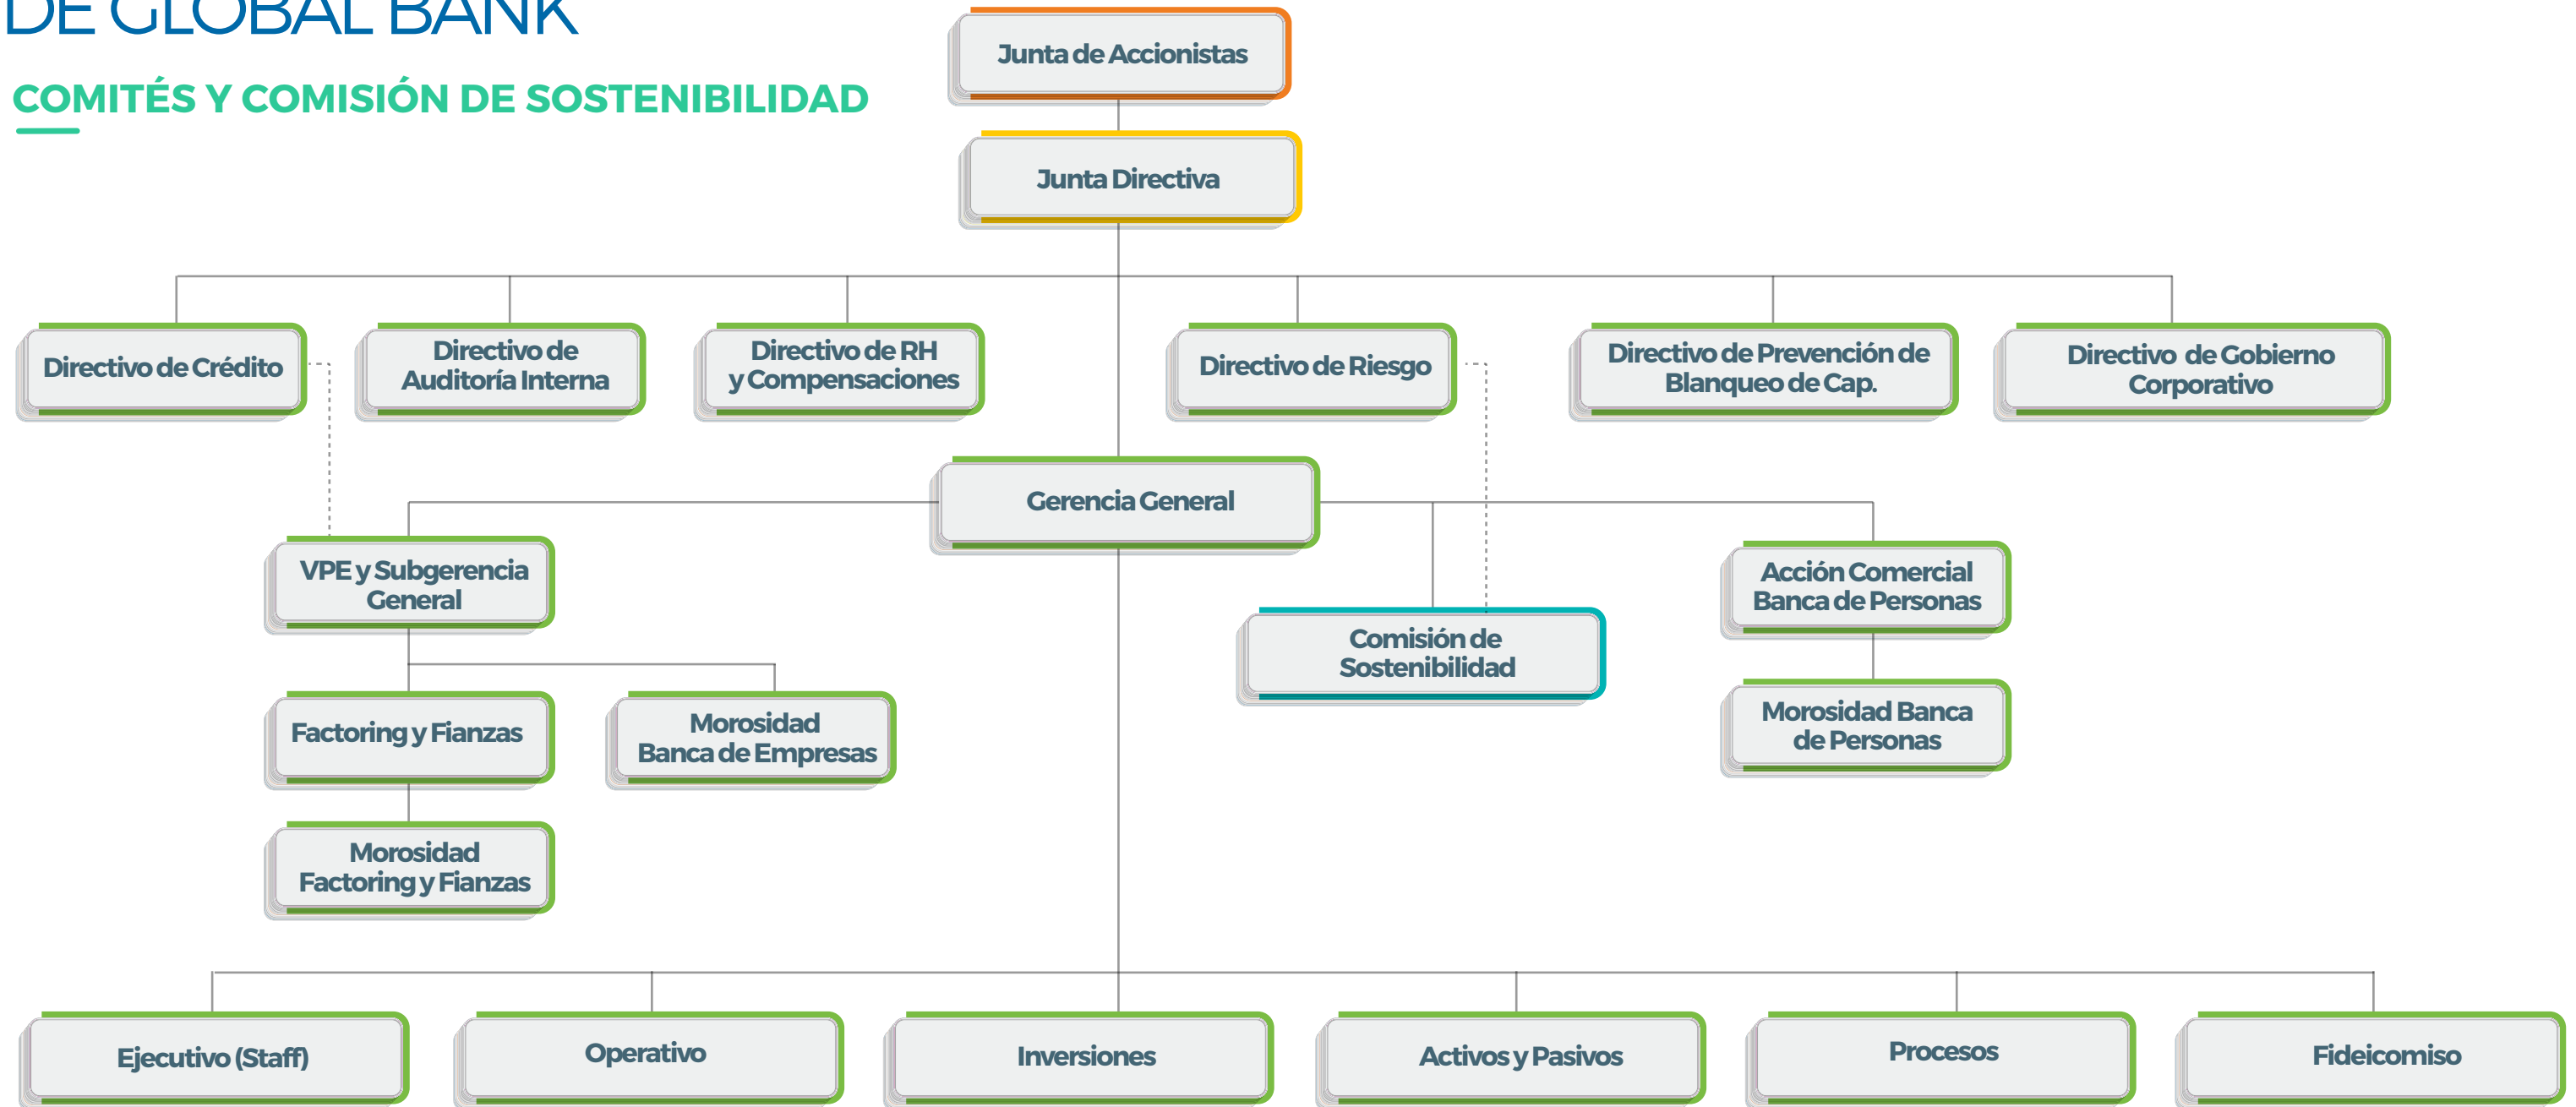 DE GLOBAL BANK
COMITÉS Y COMISIÓN DE SOSTENIBILIDAD
Junta de Accionistas
Junta Directiva
Directivo de Crédito
Directivo de
Auditoría Interna
Directivo de RH
y Compensaciones
Directivo de Riesgo
Directivo de Prevención de
Blanqueo de Cap.
Directivo de Gobierno
Corporativo
Gerencia General
VPE y Subgerencia
General
Acción Comercial
Banca de Personas
Comisión de
Sostenibilidad
Factoring y Fianzas
Morosidad
Banca de Empresas
Morosidad Banca
de Personas
Morosidad
Factoring y Fianzas
Ejecutivo (Staff)
Operativo
Inversiones
Activos y Pasivos
Procesos
Fideicomiso